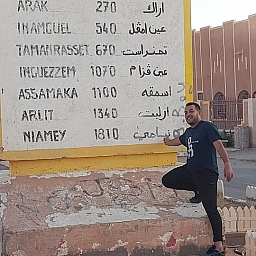 ARAK 270 اراك
INAMGUEL 540 عين امقل
TAMANRASSET 670 تمنراست
INGUEZZEM 1070 عين قزام
ASSAMAKA 1100 اسمقه
ARLIT 1340 ارليت
NIAMEY 1810 نيامي